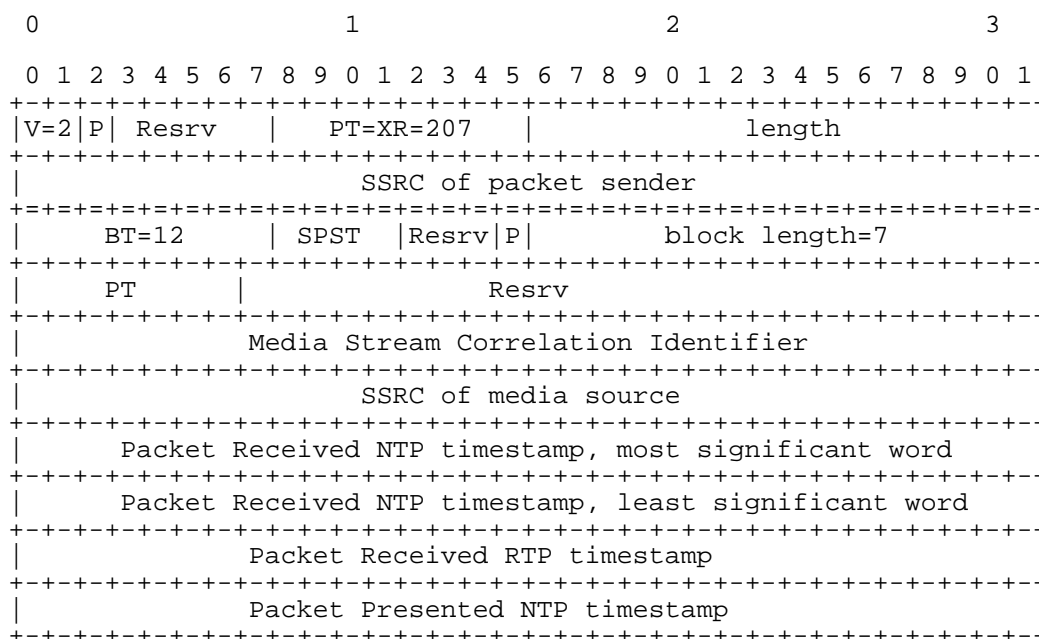 0 1 2 3
0 1 2 3 4 5 6 7 8 9 0 1 2 3 4 5 6 7 8 9 0 1 2 3 4 5 6 7 8 9 0 1
+-+-+-+-+-+-+-+-+-+-+-+-+-+-+-+-+-+-+-+-+-+-+-+-+-+-+-+-+-+-+-+--
|V=2|P| Resrv | PT=XR=207 | length
+-+-+-+-+-+-+-+-+-+-+-+-+-+-+-+-+-+-+-+-+-+-+-+-+-+-+-+-+-+-+-+--
| SSRC of packet sender
+=+=+=+=+=+=+=+=+=+=+=+=+=+=+=+=+=+=+=+=+=+=+=+=+=+=+=+=+=+=+=+=-
| BT=12 | SPST |Resrv|P| block length=7
+-+-+-+-+-+-+-+-+-+-+-+-+-+-+-+-+-+-+-+-+-+-+-+-+-+-+-+-+-+-+-+--
| PT | Resrv
+-+-+-+-+-+-+-+-+-+-+-+-+-+-+-+-+-+-+-+-+-+-+-+-+-+-+-+-+-+-+-+--
| Media Stream Correlation Identifier
+-+-+-+-+-+-+-+-+-+-+-+-+-+-+-+-+-+-+-+-+-+-+-+-+-+-+-+-+-+-+-+--
| SSRC of media source
+-+-+-+-+-+-+-+-+-+-+-+-+-+-+-+-+-+-+-+-+-+-+-+-+-+-+-+-+-+-+-+--
| Packet Received NTP timestamp, most significant word
+-+-+-+-+-+-+-+-+-+-+-+-+-+-+-+-+-+-+-+-+-+-+-+-+-+-+-+-+-+-+-+--
| Packet Received NTP timestamp, least significant word
+-+-+-+-+-+-+-+-+-+-+-+-+-+-+-+-+-+-+-+-+-+-+-+-+-+-+-+-+-+-+-+--
| Packet Received RTP timestamp
+-+-+-+-+-+-+-+-+-+-+-+-+-+-+-+-+-+-+-+-+-+-+-+-+-+-+-+-+-+-+-+--
| Packet Presented NTP timestamp
+-+-+-+-+-+-+-+-+-+-+-+-+-+-+-+-+-+-+-+-+-+-+-+-+-+-+-+-+-+-+-+--